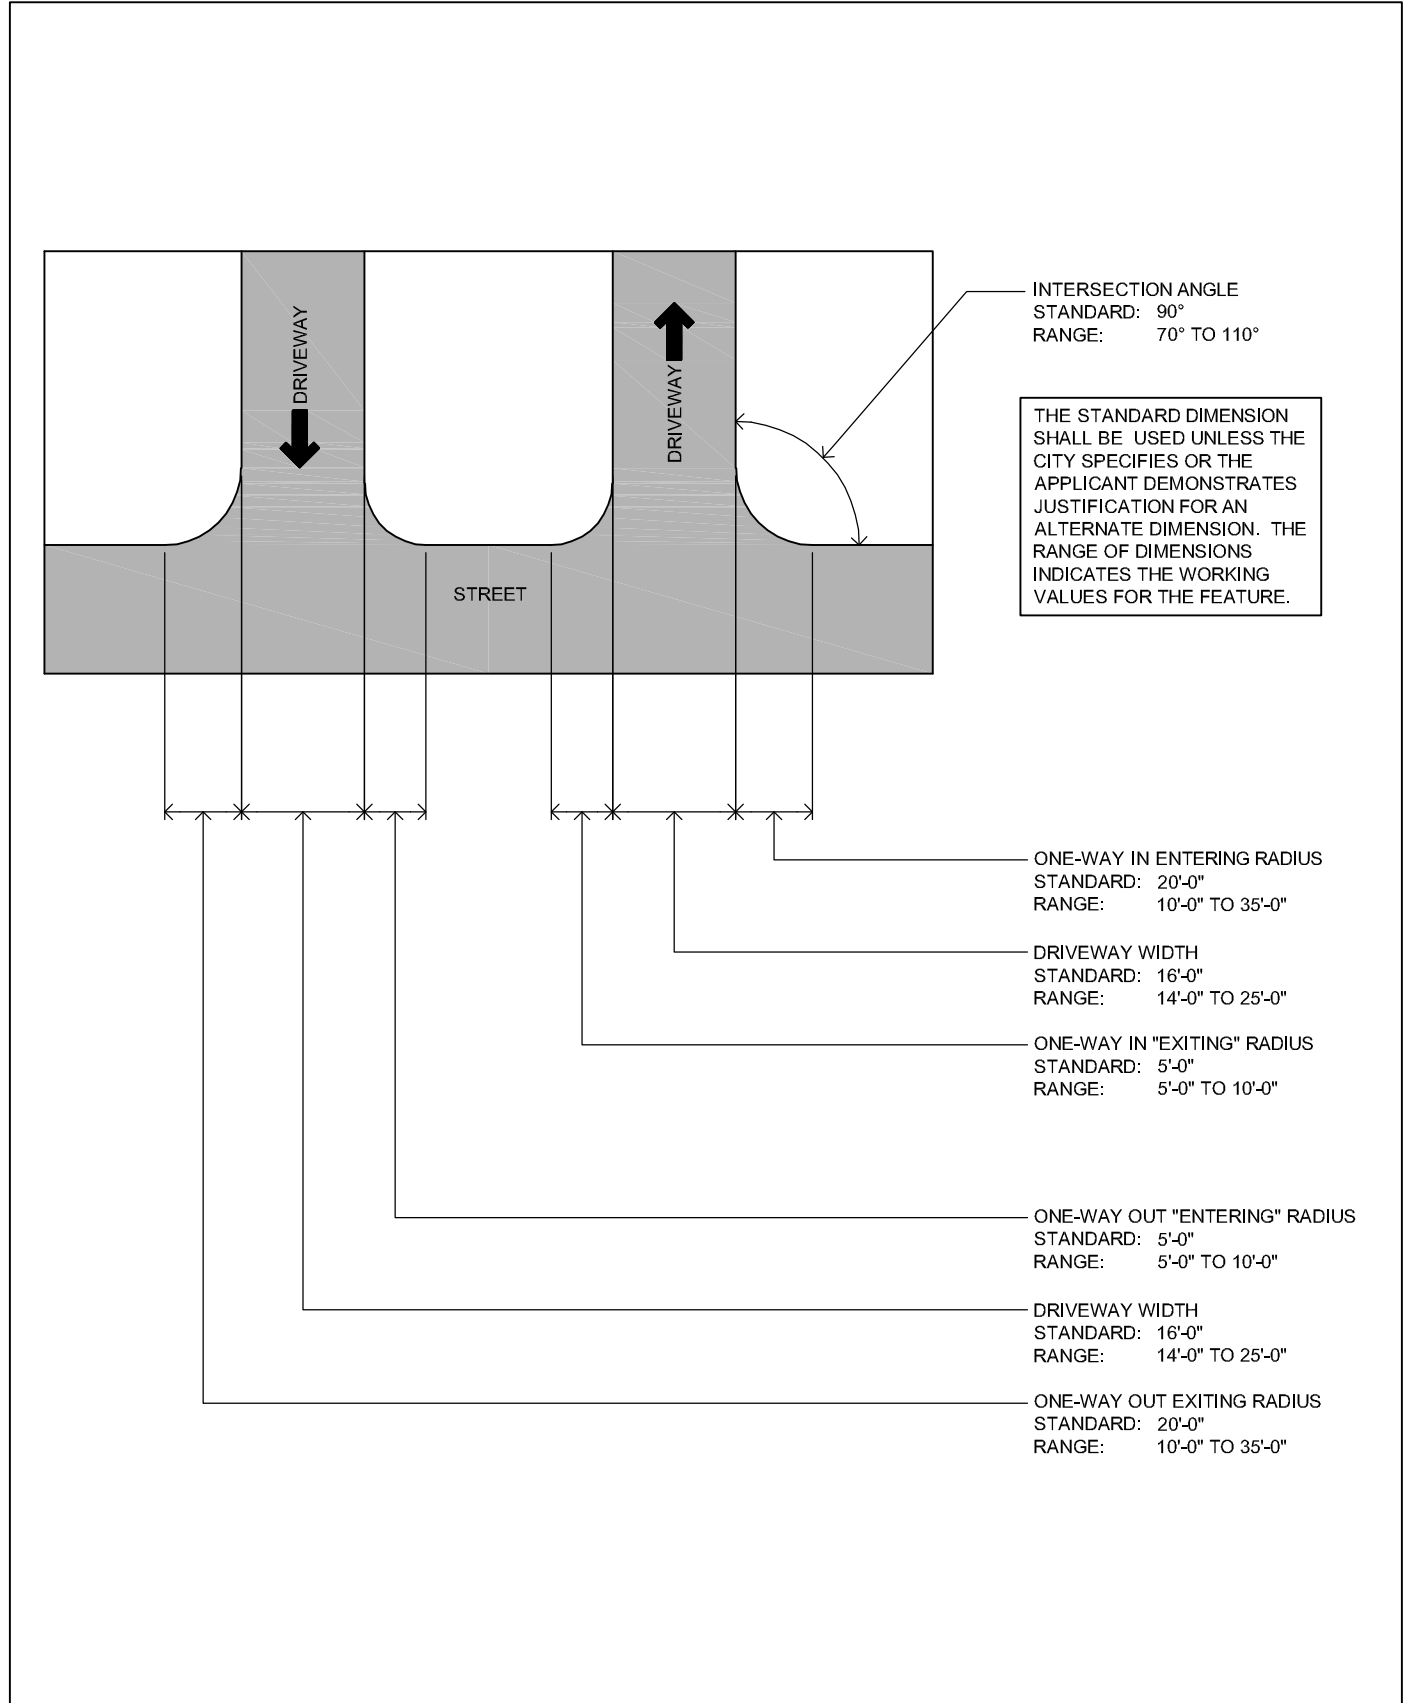 INTERSECTION ANGLE
STANDARD: 90°
RANGE: 70° TO 110°
DRIVEWAY
DRIVEWAY
THE STANDARD DIMENSION
SHALL BE USED UNLESS THE
CITY SPECIFIES OR THE
APPLICANT DEMONSTRATES
JUSTIFICATION FOR AN
ALTERNATE DIMENSION. THE
RANGE OF DIMENSIONS
INDICATES THE WORKING
VALUES FOR THE FEATURE.
STREET
ONE-WAY IN ENTERING RADIUS
STANDARD: 20'-0"
RANGE: 10'-0" TO 35'-0"
DRIVEWAY WIDTH
STANDARD: 16'-0"
RANGE: 14'-0" TO 25'-0"
ONE-WAY IN "EXITING" RADIUS
STANDARD: 5'-0"
RANGE: 5'-0" TO 10'-0"
ONE-WAY OUT "ENTERING" RADIUS
STANDARD: 5'-0"
RANGE: 5'-0" TO 10'-0"
DRIVEWAY WIDTH
STANDARD: 16'-0"
RANGE: 14'-0" TO 25'-0"
ONE-WAY OUT EXITING RADIUS
STANDARD: 20'-0"
RANGE: 10'-0" TO 35'-0"